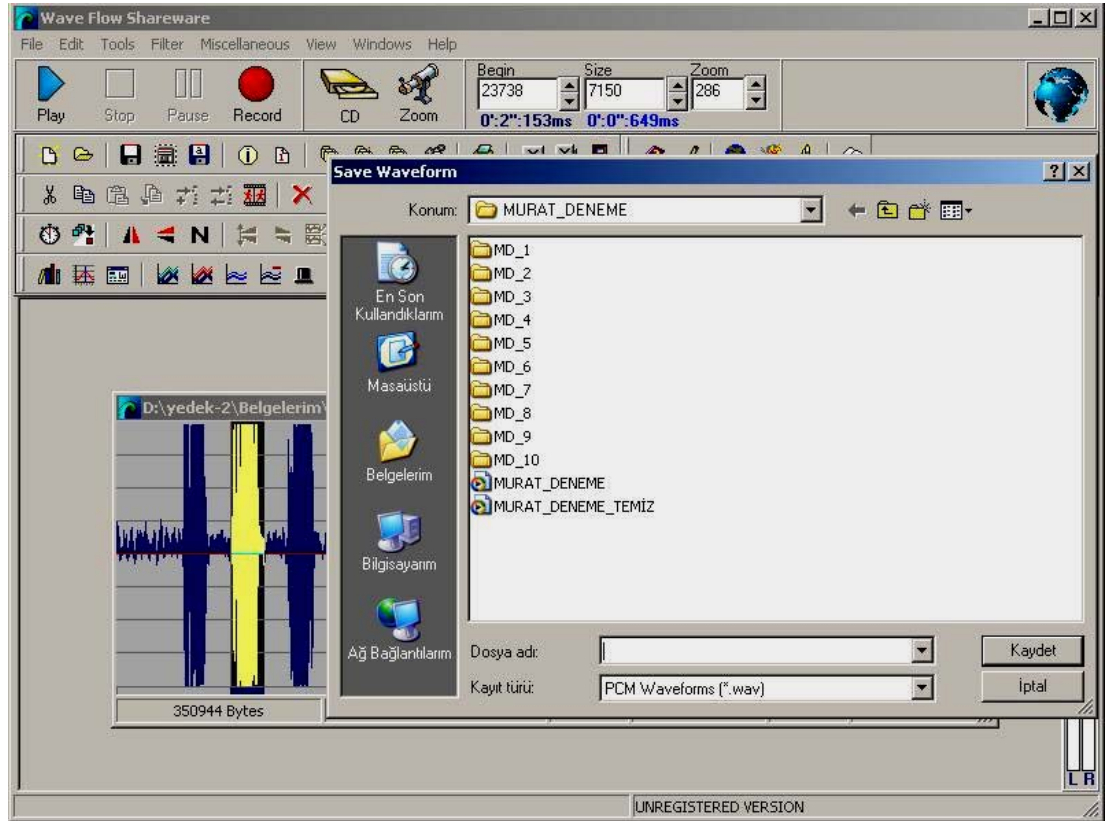 Wave Flow Shareware
File Edit Tools Filter Miscellaneous View Windows Help
Begin Size Zoom
23738 7150 286
Play Stop Pause Record CD Zoom
0':2":153ms 0':0":649ms
Save Waveform
Konum: MURAT_DENEME
MD_1
MD_2
MD_3
MD_4
MD_5
MD_6
MD_7
MD_8
MD_9
MD_10
MURAT_DENEME
MURAT_DENEME_TEMİZ
En Son
Kullandıklarım
Masaüstü
Belgelerim
Bilgisayarım
Ağ Bağlantılarım
Dosya adı:
Kaydet
Kayıt türü: PCM Waveforms (*.wav)
İptal
D:\yedek-2\Belgelerim\
350944 Bytes
L R
UNREGISTERED VERSION